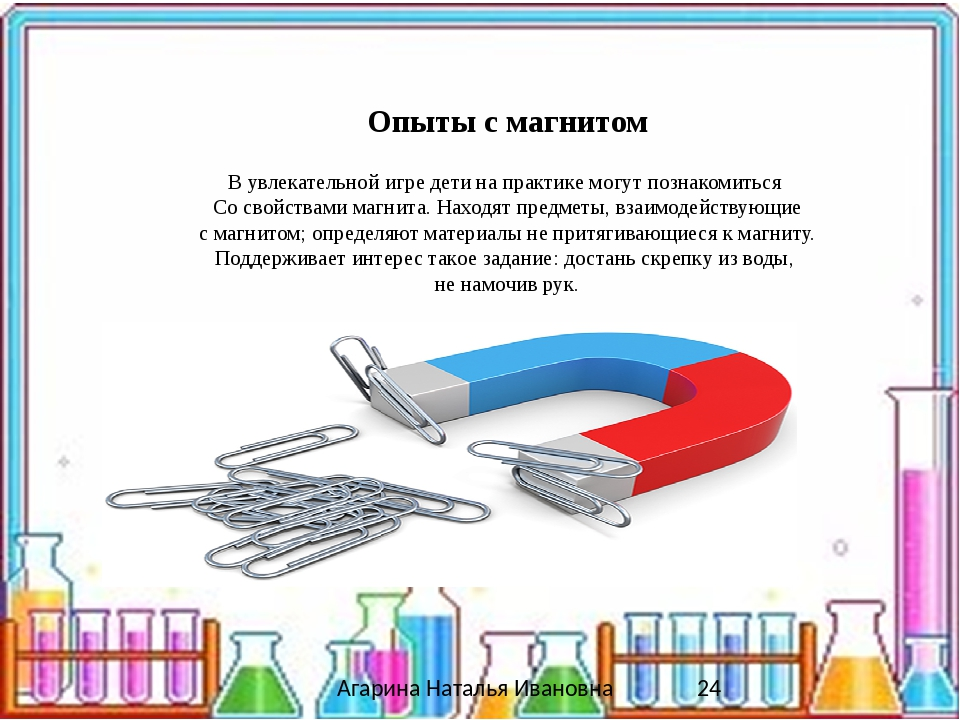 Опыты с магнитом
В увлекательной игре дети на практике могут познакомиться
Со свойствами магнита. Находят предметы, взаимодействующие
с магнитом; определяют материалы не притягивающиеся к магниту.
Поддерживает интерес такое задание: достань скрепку из воды,
не намочив рук.
Агарина Наталья Ивановна 24